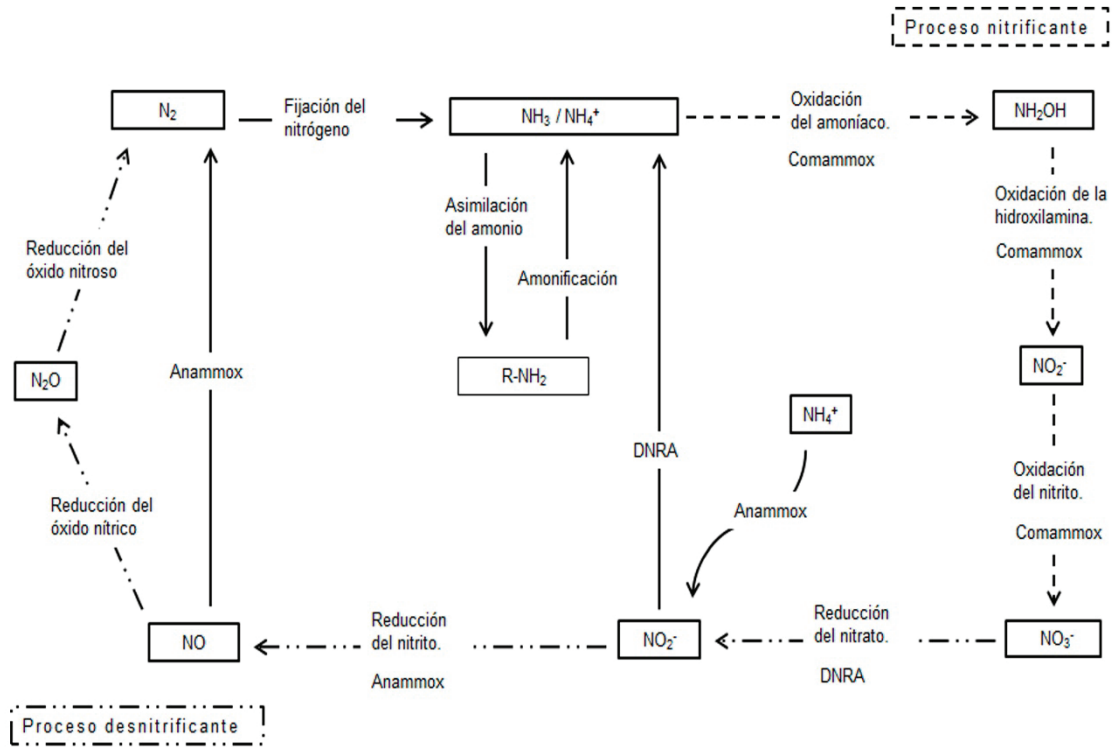 Proceso nitrificante
N₂
Fijación del
nitrógeno
NH₃ / NH₄⁺
Oxidación
del amoníaco.
Comammox
NH₂OH
Asimilación
del amonio
Amonificación
Oxidación de la
hidroxilamina.
Comammox
Reducción del
óxido nitroso
Anammox
N₂O
R-NH₂
NO₂⁻
NH₄⁺
DNRA
Oxidación
del nitrito.
Comammox
Anammox
Reducción del
óxido nítrico
NO
Reducción
del nitrito.
Anammox
NO₂⁻
Reducción
del nitrato.
DNRA
NO₃⁻
Proceso desnitrificante